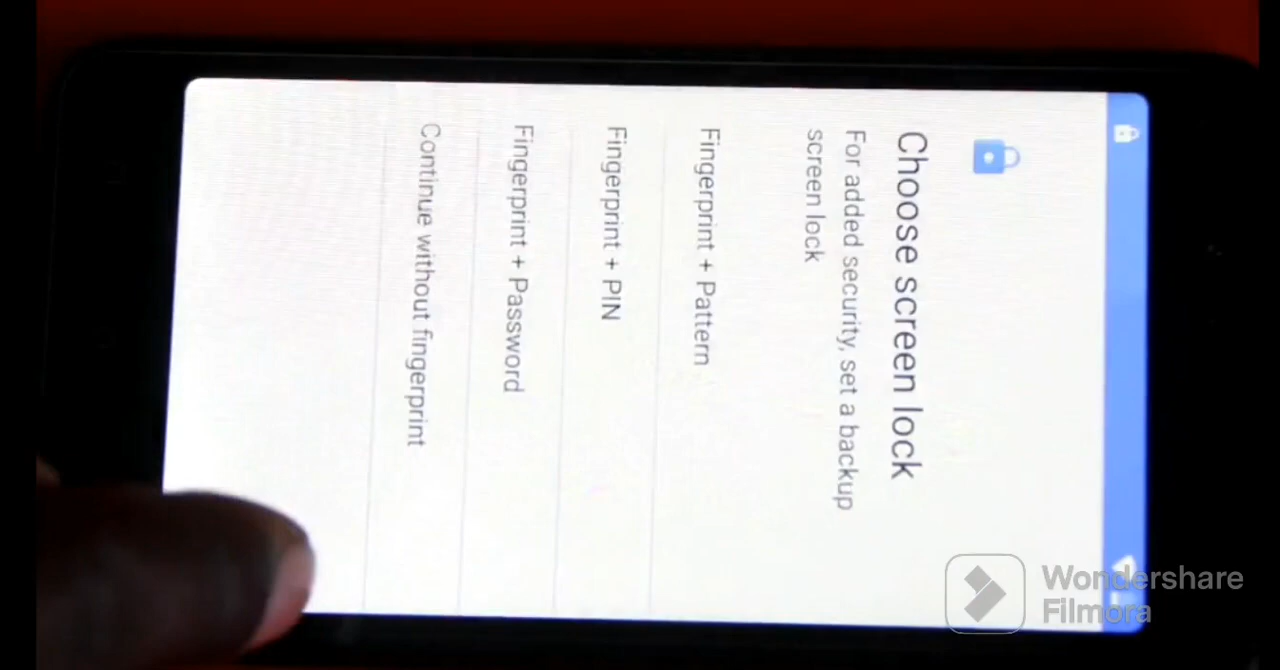 Choose screen lock
For added security, set a backup
screen lock
Fingerprint + Pattern
Fingerprint + PIN
Fingerprint + Password
Continue without fingerprint
Wondershare
Filmora